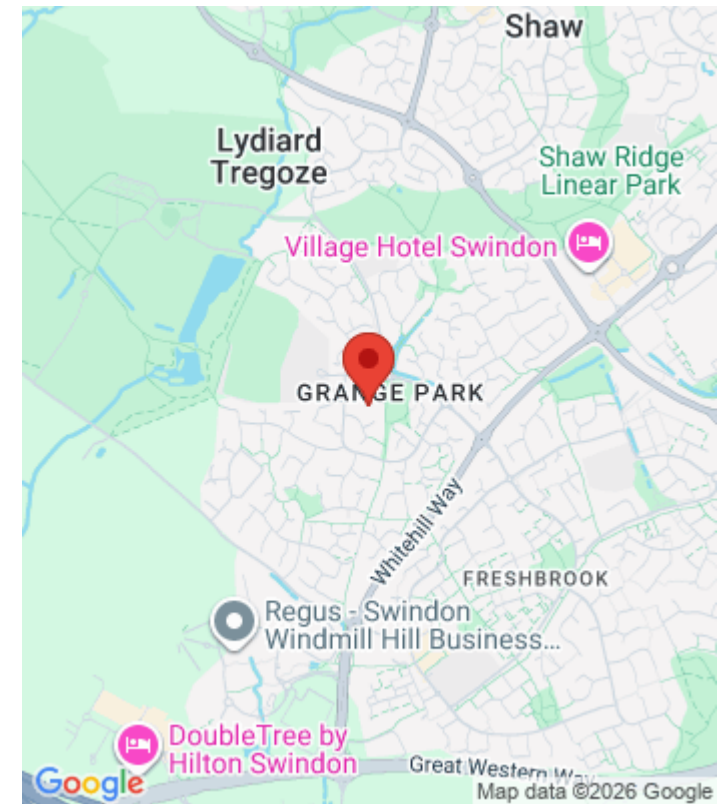 Shaw
Lydiard
Tregoze
Shaw Ridge
Linear Park
Village Hotel Swindon
GRANGE PARK
Whitehill Way
FRESHBROOK
Regus - Swindon
Windmill Hill Business...
DoubleTree by
Hilton Swindon
Great Western Way
Google
Map data ©2026 Google